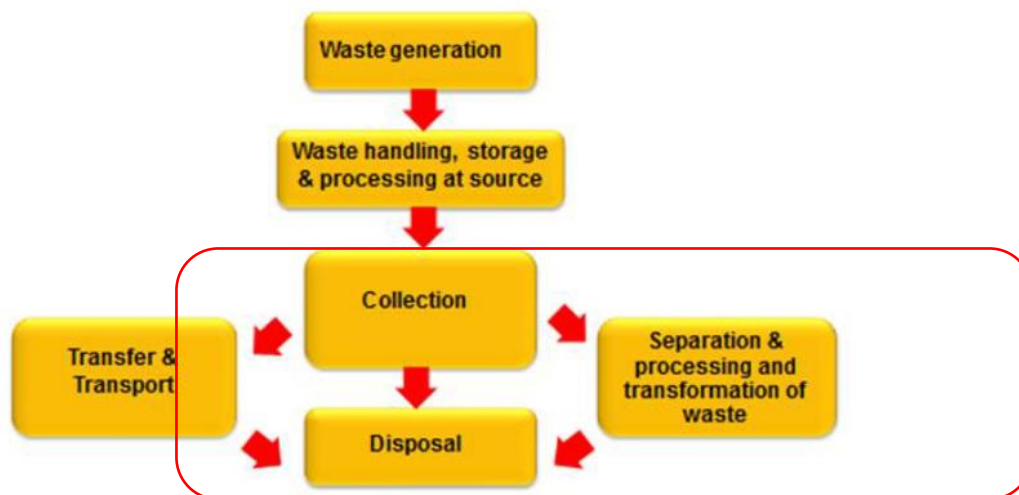 Waste generation
Waste handling, storage
& processing at source
Collection
Transfer &
Transport
Separation &
processing and
transformation of
waste
Disposal